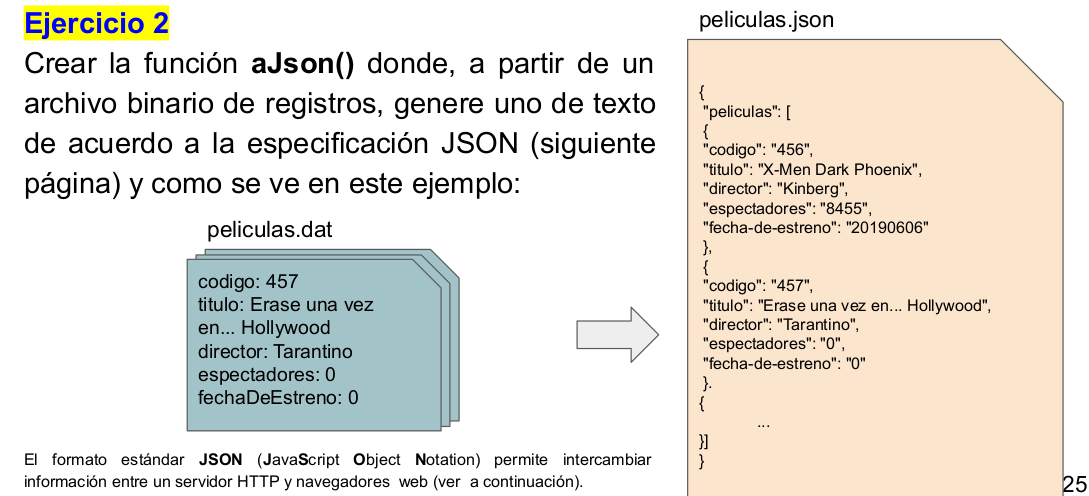 Ejercicio 2
Crear la función aJson() donde, a partir de un
archivo binario de registros, genere uno de texto
de acuerdo a la especificación JSON (siguiente
página) y como se ve en este ejemplo:
peliculas.dat
codigo: 457
titulo: Erase una vez
en... Hollywood
director: Tarantino
espectadores: 0
fechaDeEstreno: 0
El formato estándar JSON (JavaScript Object Notation) permite intercambiar
información entre un servidor HTTP y navegadores web (ver a continuación).
peliculas.json
{
"peliculas": [
{
"codigo": "456",
"titulo": "X-Men Dark Phoenix",
"director": "Kinberg",
"espectadores": "8455",
"fecha-de-estreno": "20190606"
},
{
"codigo": "457",
"titulo": "Erase una vez en... Hollywood",
"director": "Tarantino",
"espectadores": "0",
"fecha-de-estreno": "0"
}.
{
...
}]
}
25